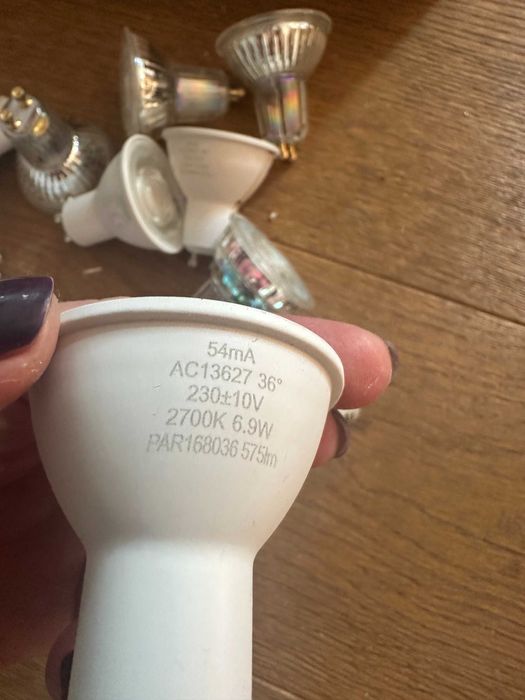 54mA
AC13627 36°
230±10V
2700K 6.9W
PAR168036 575lm